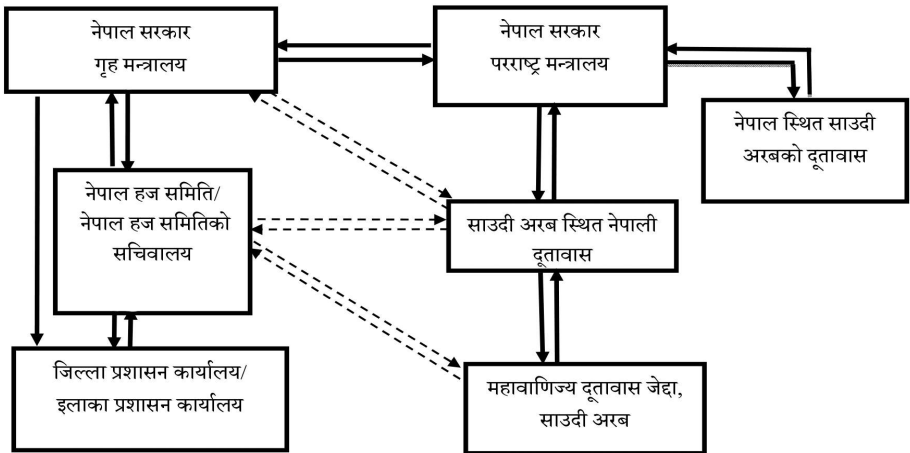 नेपाल सरकार
गृह मन्त्रालय
नेपाल सरकार
परराष्ट्र मन्त्रालय
नेपाल स्थित साउदी
अरबको दूतावास
नेपाल हज समिति/
नेपाल हज समितिको
सचिवालय
साउदी अरब स्थित नेपाली
दूतावास
जिल्ला प्रशासन कार्यालय/
इलाका प्रशासन कार्यालय
महावाणिज्य दूतावास जेद्दा,
साउदी अरब